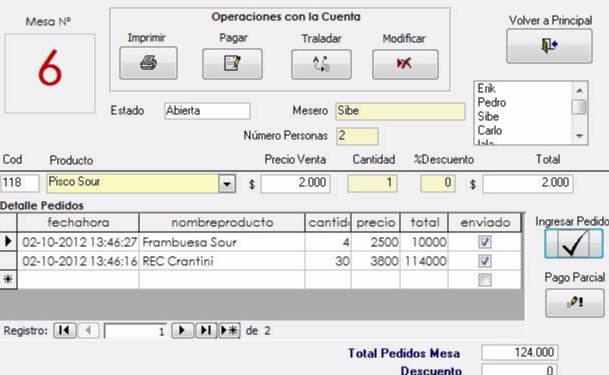 Mesa Nº
6
Operaciones con la Cuenta
Imprimir Pagar Traladar Modificar
Volver a Principal
Estado Abierta Mesero Sibe
Número Personas 2
Erik
Pedro
Sibe
Carlo
Cod Producto Precio Venta Cantidad %Descuento Total
118 Pisco Sour $ 2.000 1 0 $ 2.000
Detalle Pedidos
fechahora nombreproducto cantid precio total enviado
02-10-2012 13:46:27 Frambuesa Sour 4 2500 10000
02-10-2012 13:46:16 REC Crantini 30 3800 114000
Ingresar Pedido
Pago Parcial
Registro: 1 de 2
Total Pedidos Mesa 124.000
Descuento 0